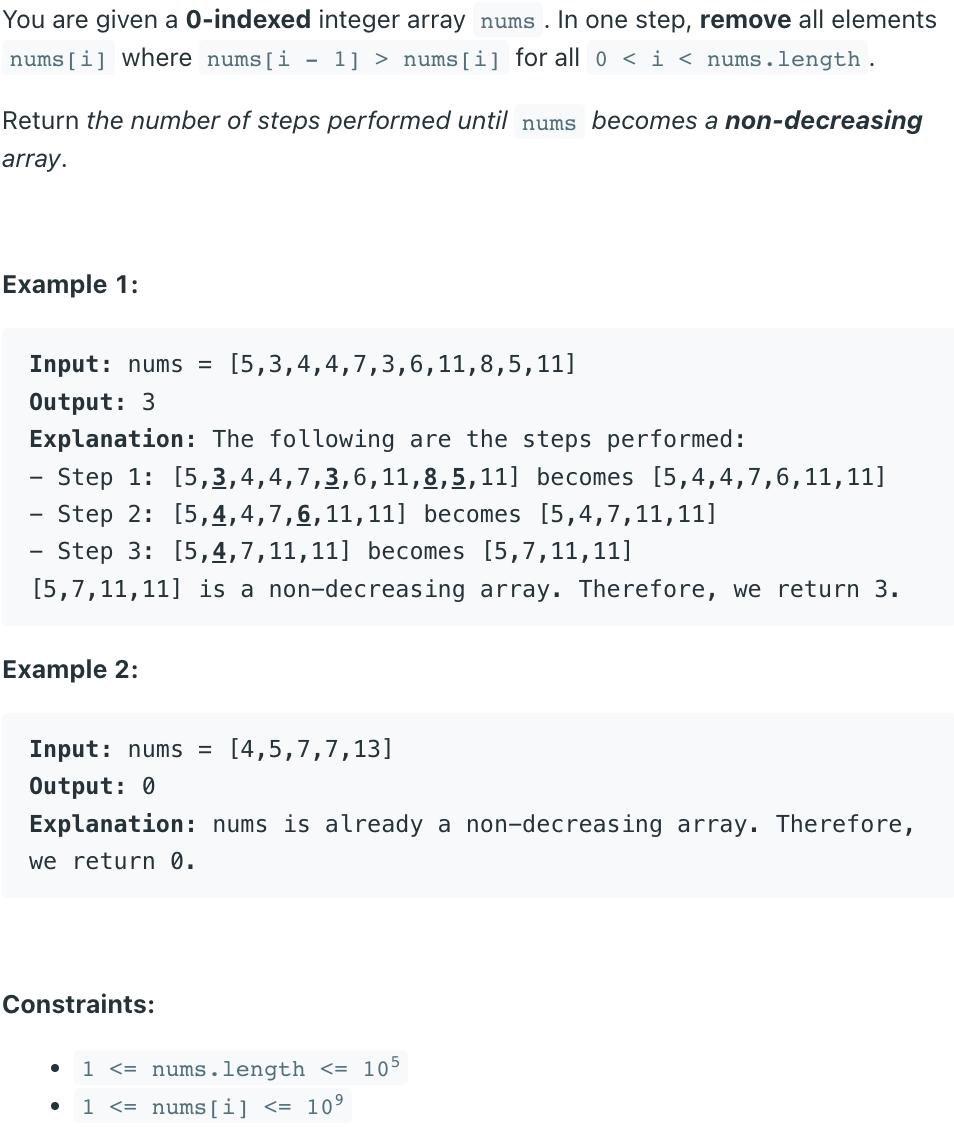 You are given a 0-indexed integer array nums. In one step, remove all elements
nums[i] where nums[i - 1] > nums[i] for all 0 < i < nums.length.
Return the number of steps performed until nums becomes a non-decreasing
array.
Example 1:
Input: nums = [5,3,4,4,7,3,6,11,8,5,11]
Output: 3
Explanation: The following are the steps performed:
- Step 1: [5,3,4,4,7,3,6,11,8,5,11] becomes [5,4,4,7,6,11,11]
- Step 2: [5,4,4,7,6,11,11] becomes [5,4,7,11,11]
- Step 3: [5,4,7,11,11] becomes [5,7,11,11]
[5,7,11,11] is a non-decreasing array. Therefore, we return 3.
Example 2:
Input: nums = [4,5,7,7,13]
Output: 0
Explanation: nums is already a non-decreasing array. Therefore,
we return 0.
Constraints:
• 1 <= nums.length <= 10⁵
• 1 <= nums[i] <= 10⁹